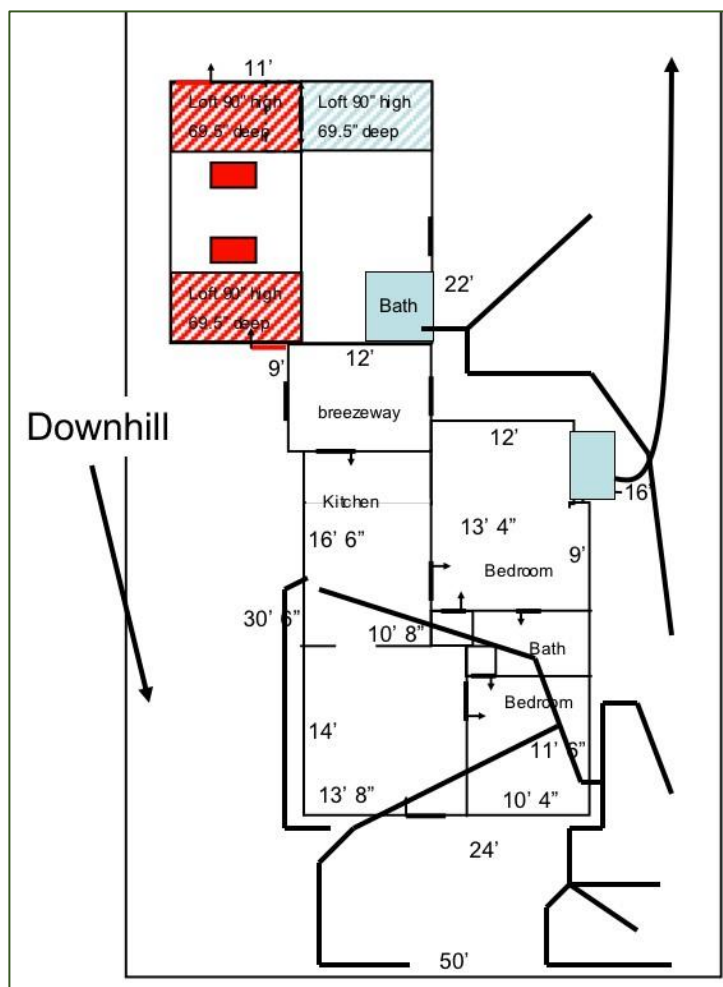 11'
Loft 90" high
69.5" deep
Loft 90" high
69.5" deep
22'
Bath
Loft 90" high
69.5" deep
12'
9'
breezeway
Downhill
12'
Kitchen
16'
13' 4"
16' 6"
9'
Bedroom
30' 6"
10' 8"
Bath
Bedroom
14'
11' 6"
13' 8"
10' 4"
24'
50'